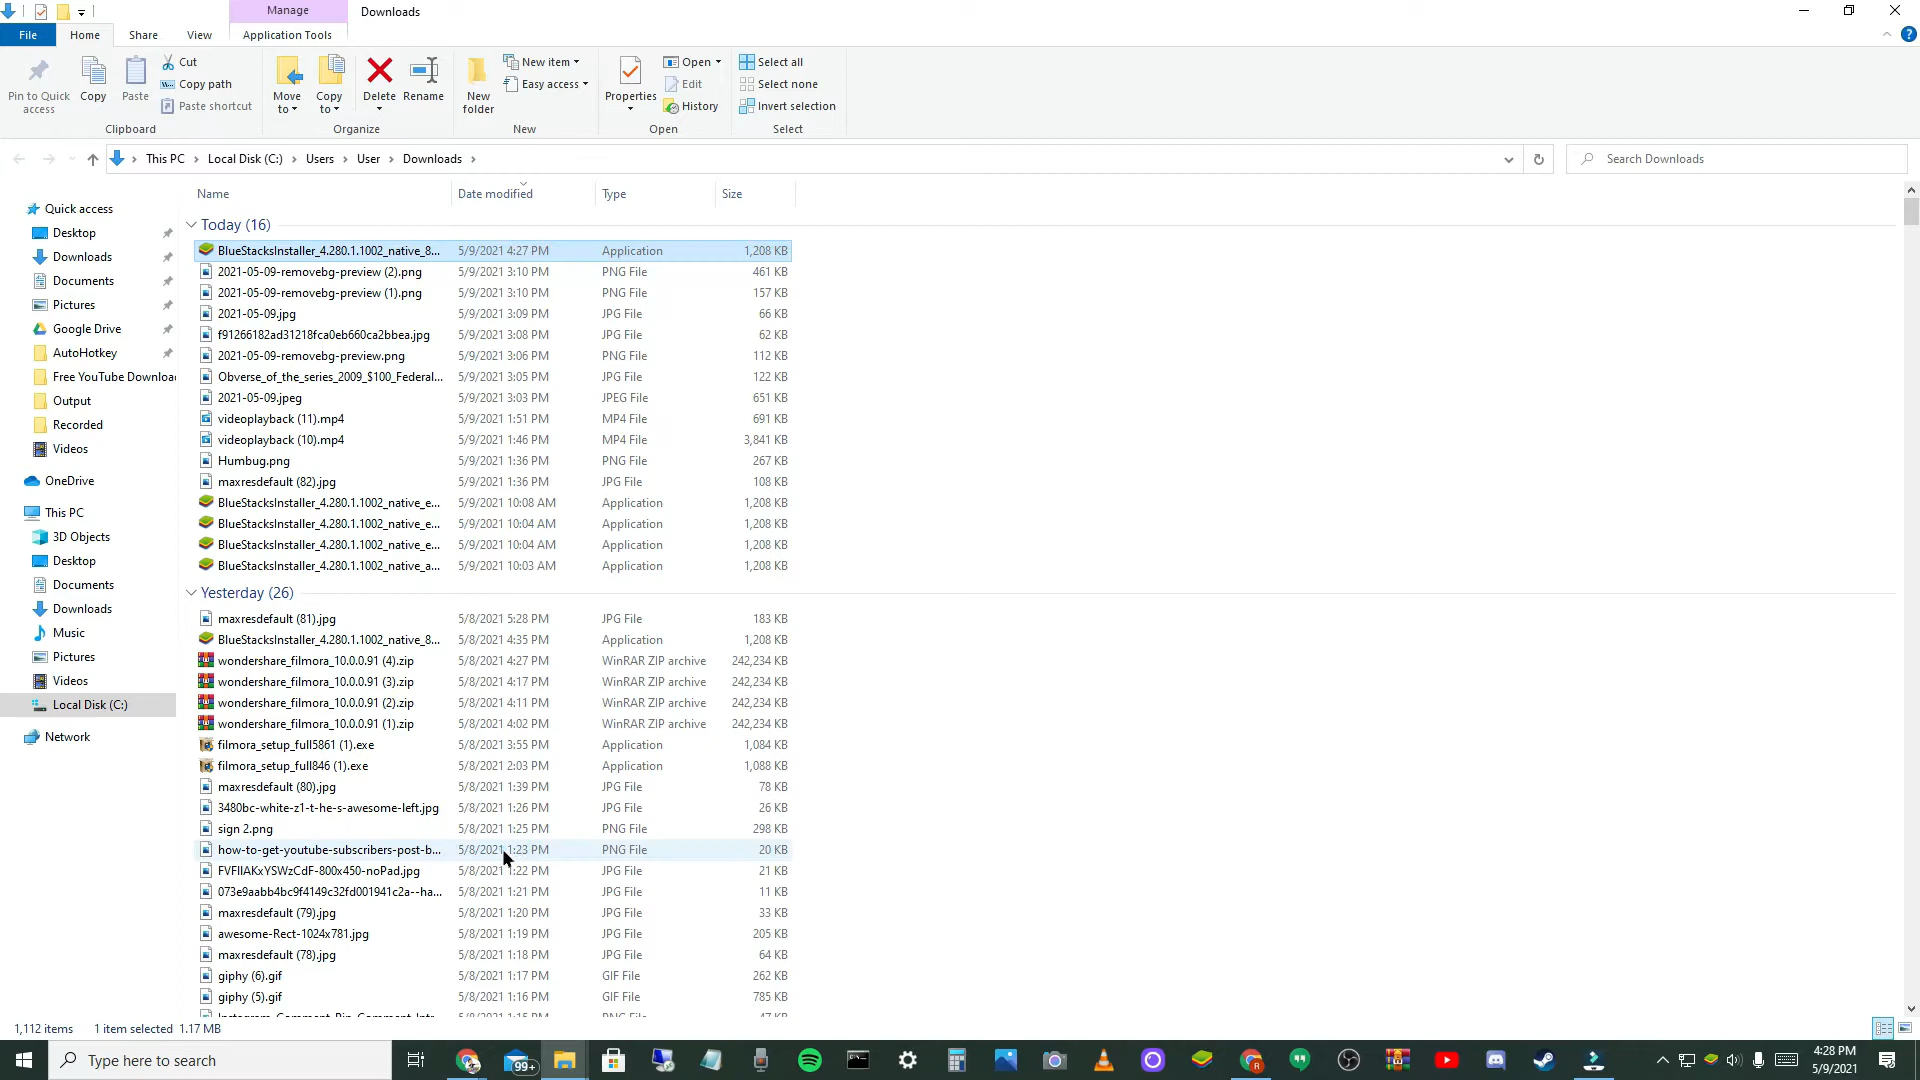 Manage
Downloads
File
Home
Share
View
Application Tools
Pin to Quick access
Copy
Paste
Cut
Copy path
Paste shortcut
Clipboard
Move to
Copy to
Delete
Rename
Organize
New folder
New item
Easy access
New
Properties
Open
Edit
History
Open
Select all
Select none
Invert selection
Select
This PC
Local Disk (C:)
Users
User
Downloads
Search Downloads
Name
Date modified
Type
Size
Quick access
Desktop
Downloads
Documents
Pictures
Google Drive
AutoHotkey
Free YouTube Downloa
Output
Recorded
Videos
OneDrive
This PC
3D Objects
Desktop
Documents
Downloads
Music
Pictures
Videos
Local Disk (C:)
Network
Today (16)
BlueStacksInstaller_4.280.1.1002_native_8... 5/9/2021 4:27 PM Application 1,208 KB
2021-05-09-removebg-preview (2).png 5/9/2021 3:10 PM PNG File 461 KB
2021-05-09-removebg-preview (1).png 5/9/2021 3:10 PM PNG File 157 KB
2021-05-09.jpg 5/9/2021 3:09 PM JPG File 66 KB
f91266182ad31218fca0eb660ca2bbea.jpg 5/9/2021 3:08 PM JPG File 62 KB
2021-05-09-removebg-preview.png 5/9/2021 3:06 PM PNG File 112 KB
Obverse_of_the_series_2009_$100_Federal... 5/9/2021 3:05 PM JPG File 122 KB
2021-05-09.jpeg 5/9/2021 3:03 PM JPEG File 651 KB
videoplayback (11).mp4 5/9/2021 1:51 PM MP4 File 691 KB
videoplayback (10).mp4 5/9/2021 1:46 PM MP4 File 3,841 KB
Humbug.png 5/9/2021 1:36 PM PNG File 267 KB
maxresdefault (82).jpg 5/9/2021 1:36 PM JPG File 108 KB
BlueStacksInstaller_4.280.1.1002_native_e... 5/9/2021 10:08 AM Application 1,208 KB
BlueStacksInstaller_4.280.1.1002_native_e... 5/9/2021 10:04 AM Application 1,208 KB
BlueStacksInstaller_4.280.1.1002_native_e... 5/9/2021 10:04 AM Application 1,208 KB
BlueStacksInstaller_4.280.1.1002_native_a... 5/9/2021 10:03 AM Application 1,208 KB
Yesterday (26)
maxresdefault (81).jpg 5/8/2021 5:28 PM JPG File 183 KB
BlueStacksInstaller_4.280.1.1002_native_8... 5/8/2021 4:35 PM Application 1,208 KB
wondershare_filmora_10.0.0.91 (4).zip 5/8/2021 4:27 PM WinRAR ZIP archive 242,234 KB
wondershare_filmora_10.0.0.91 (3).zip 5/8/2021 4:17 PM WinRAR ZIP archive 242,234 KB
wondershare_filmora_10.0.0.91 (2).zip 5/8/2021 4:11 PM WinRAR ZIP archive 242,234 KB
wondershare_filmora_10.0.0.91 (1).zip 5/8/2021 4:02 PM WinRAR ZIP archive 242,234 KB
filmora_setup_full5861 (1).exe 5/8/2021 3:55 PM Application 1,084 KB
filmora_setup_full846 (1).exe 5/8/2021 2:03 PM Application 1,088 KB
maxresdefault (80).jpg 5/8/2021 1:39 PM JPG File 78 KB
3480bc-white-z1-t-he-s-awesome-left.jpg 5/8/2021 1:26 PM JPG File 26 KB
sign 2.png 5/8/2021 1:25 PM PNG File 298 KB
how-to-get-youtube-subscribers-post-b... 5/8/2021 1:23 PM PNG File 20 KB
FVFIIAKxYSWzCdF-800x450-noPad.jpg 5/8/2021 1:22 PM JPG File 21 KB
073e9aabb4bc9f4149c32fd001941c2a--ha... 5/8/2021 1:21 PM JPG File 11 KB
maxresdefault (79).jpg 5/8/2021 1:20 PM JPG File 33 KB
awesome-Rect-1024x781.jpg 5/8/2021 1:19 PM JPG File 205 KB
maxresdefault (78).jpg 5/8/2021 1:18 PM JPG File 64 KB
giphy (6).gif 5/8/2021 1:17 PM GIF File 262 KB
giphy (5).gif 5/8/2021 1:16 PM GIF File 785 KB
1,112 items 1 item selected 1.17 MB
Type here to search
99+
4:28 PM
5/9/2021